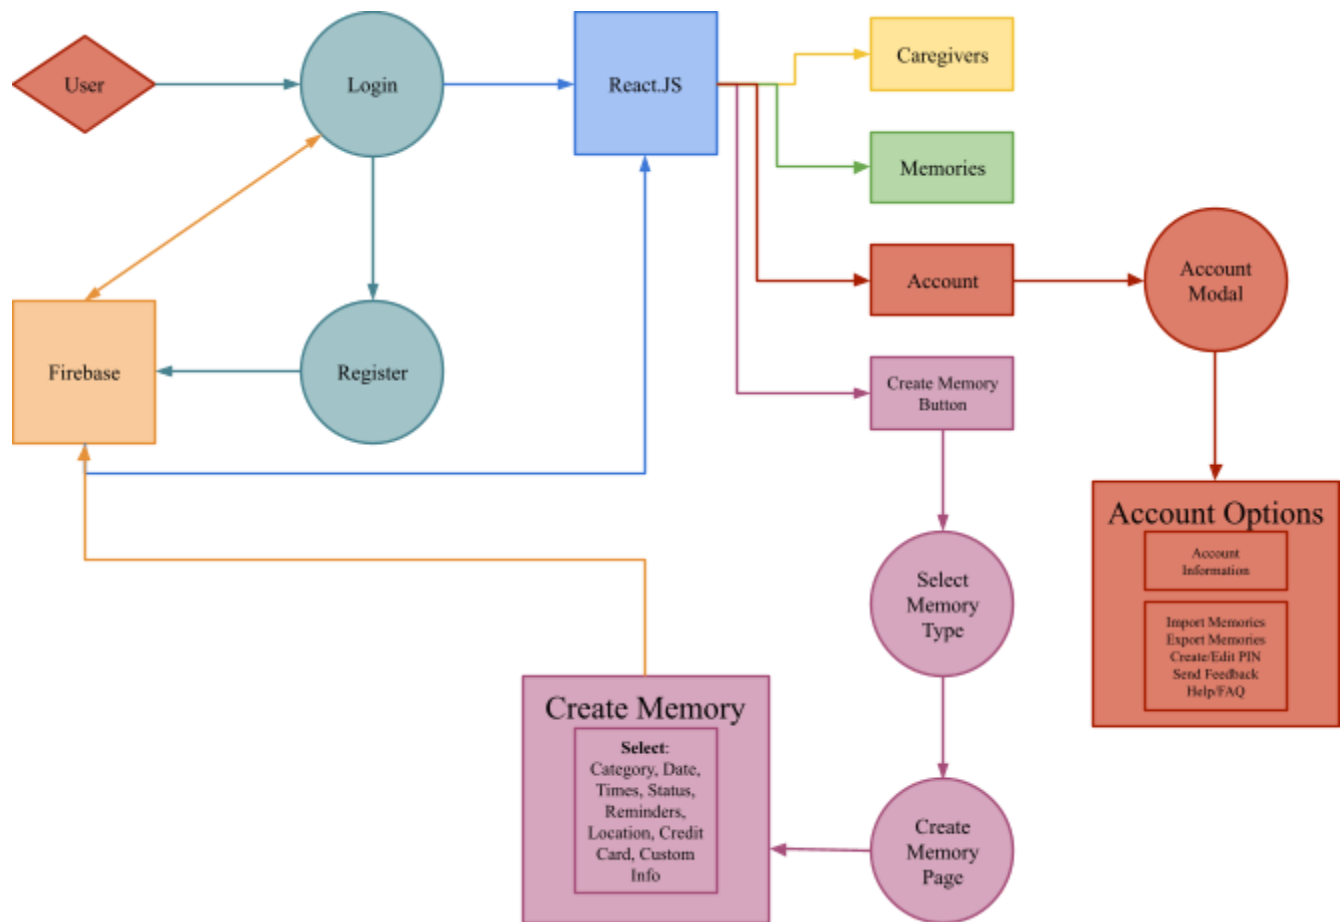 User
Login
React.JS
Caregivers
Memories
Account
Account
Modal
Firebase
Register
Create Memory
Button
Select
Memory
Type
Account Options
Account
Information
Import Memories
Export Memories
Create/Edit PIN
Send Feedback
Help/FAQ
Create Memory
Select:
Category, Date,
Times, Status,
Reminders,
Location, Credit
Card, Custom
Info
Create
Memory
Page